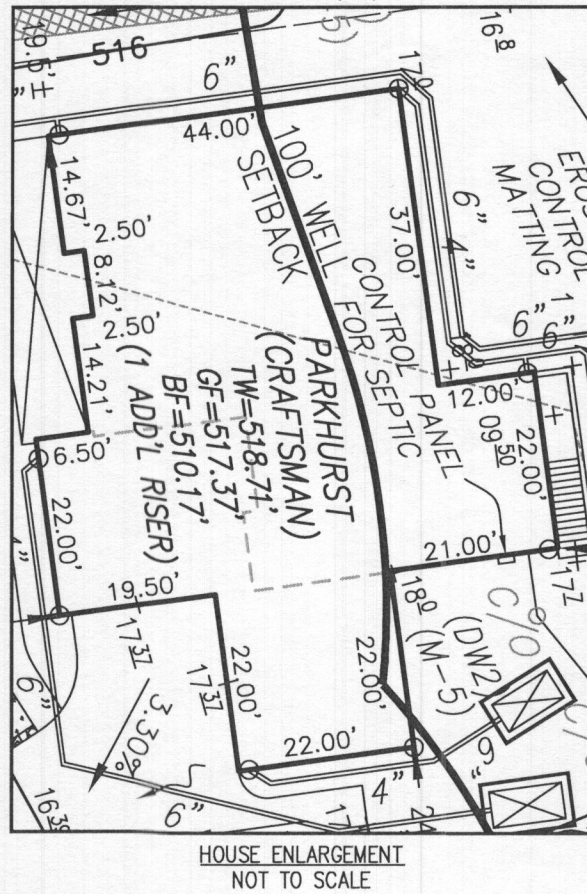 19.5'±
516
6"
44.00'
17.0
16 8
14.67'
2.50'
8.12'
2.50'
14.21'
6.50'
22.00'
100' WELL
SETBACK
37.00'
6"
4"
CONTROL
MATTING
6"
6"
CONTROL PANEL
FOR SEPTIC
12.00'
09 50
22.00'
PARKHURST
(CRAFTSMAN)
TW=518.71'
GF=517.37'
BF=510.17'
(1 ADD'L RISER)
21.00'
17.7
19.50'
17 37
22.00'
17 37
22.00'
18 0
(DW2)
(M-5)
C/O
22.00'
6"
3.30%
6"
4"
6"
4"
HOUSE ENLARGEMENT
NOT TO SCALE